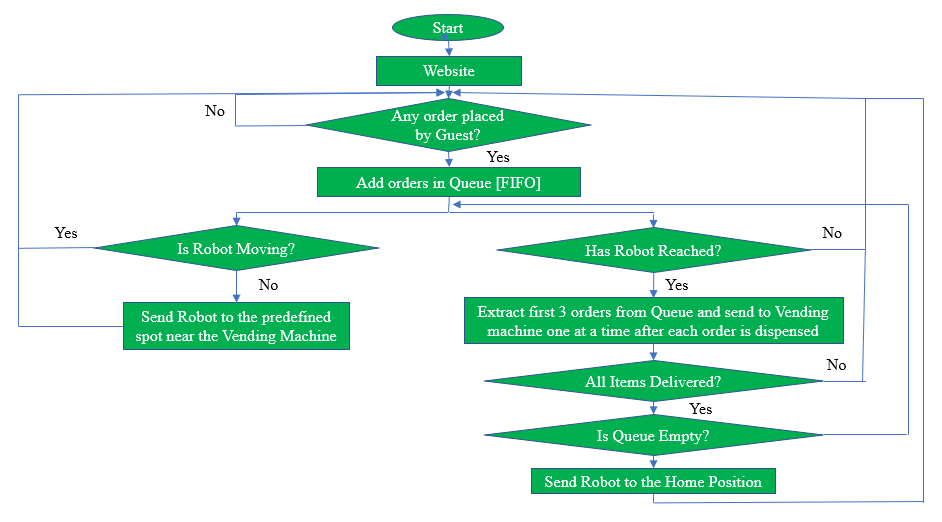 Start
Website
No
Any order placed
by Guest?
Yes
Add orders in Queue [FIFO]
Yes
Is Robot Moving?
No
Send Robot to the predefined
spot near the Vending Machine
Has Robot Reached?
No
Yes
Extract first 3 orders from Queue and send to Vending
machine one at a time after each order is dispensed
No
All Items Delivered?
Yes
Is Queue Empty?
Send Robot to the Home Position